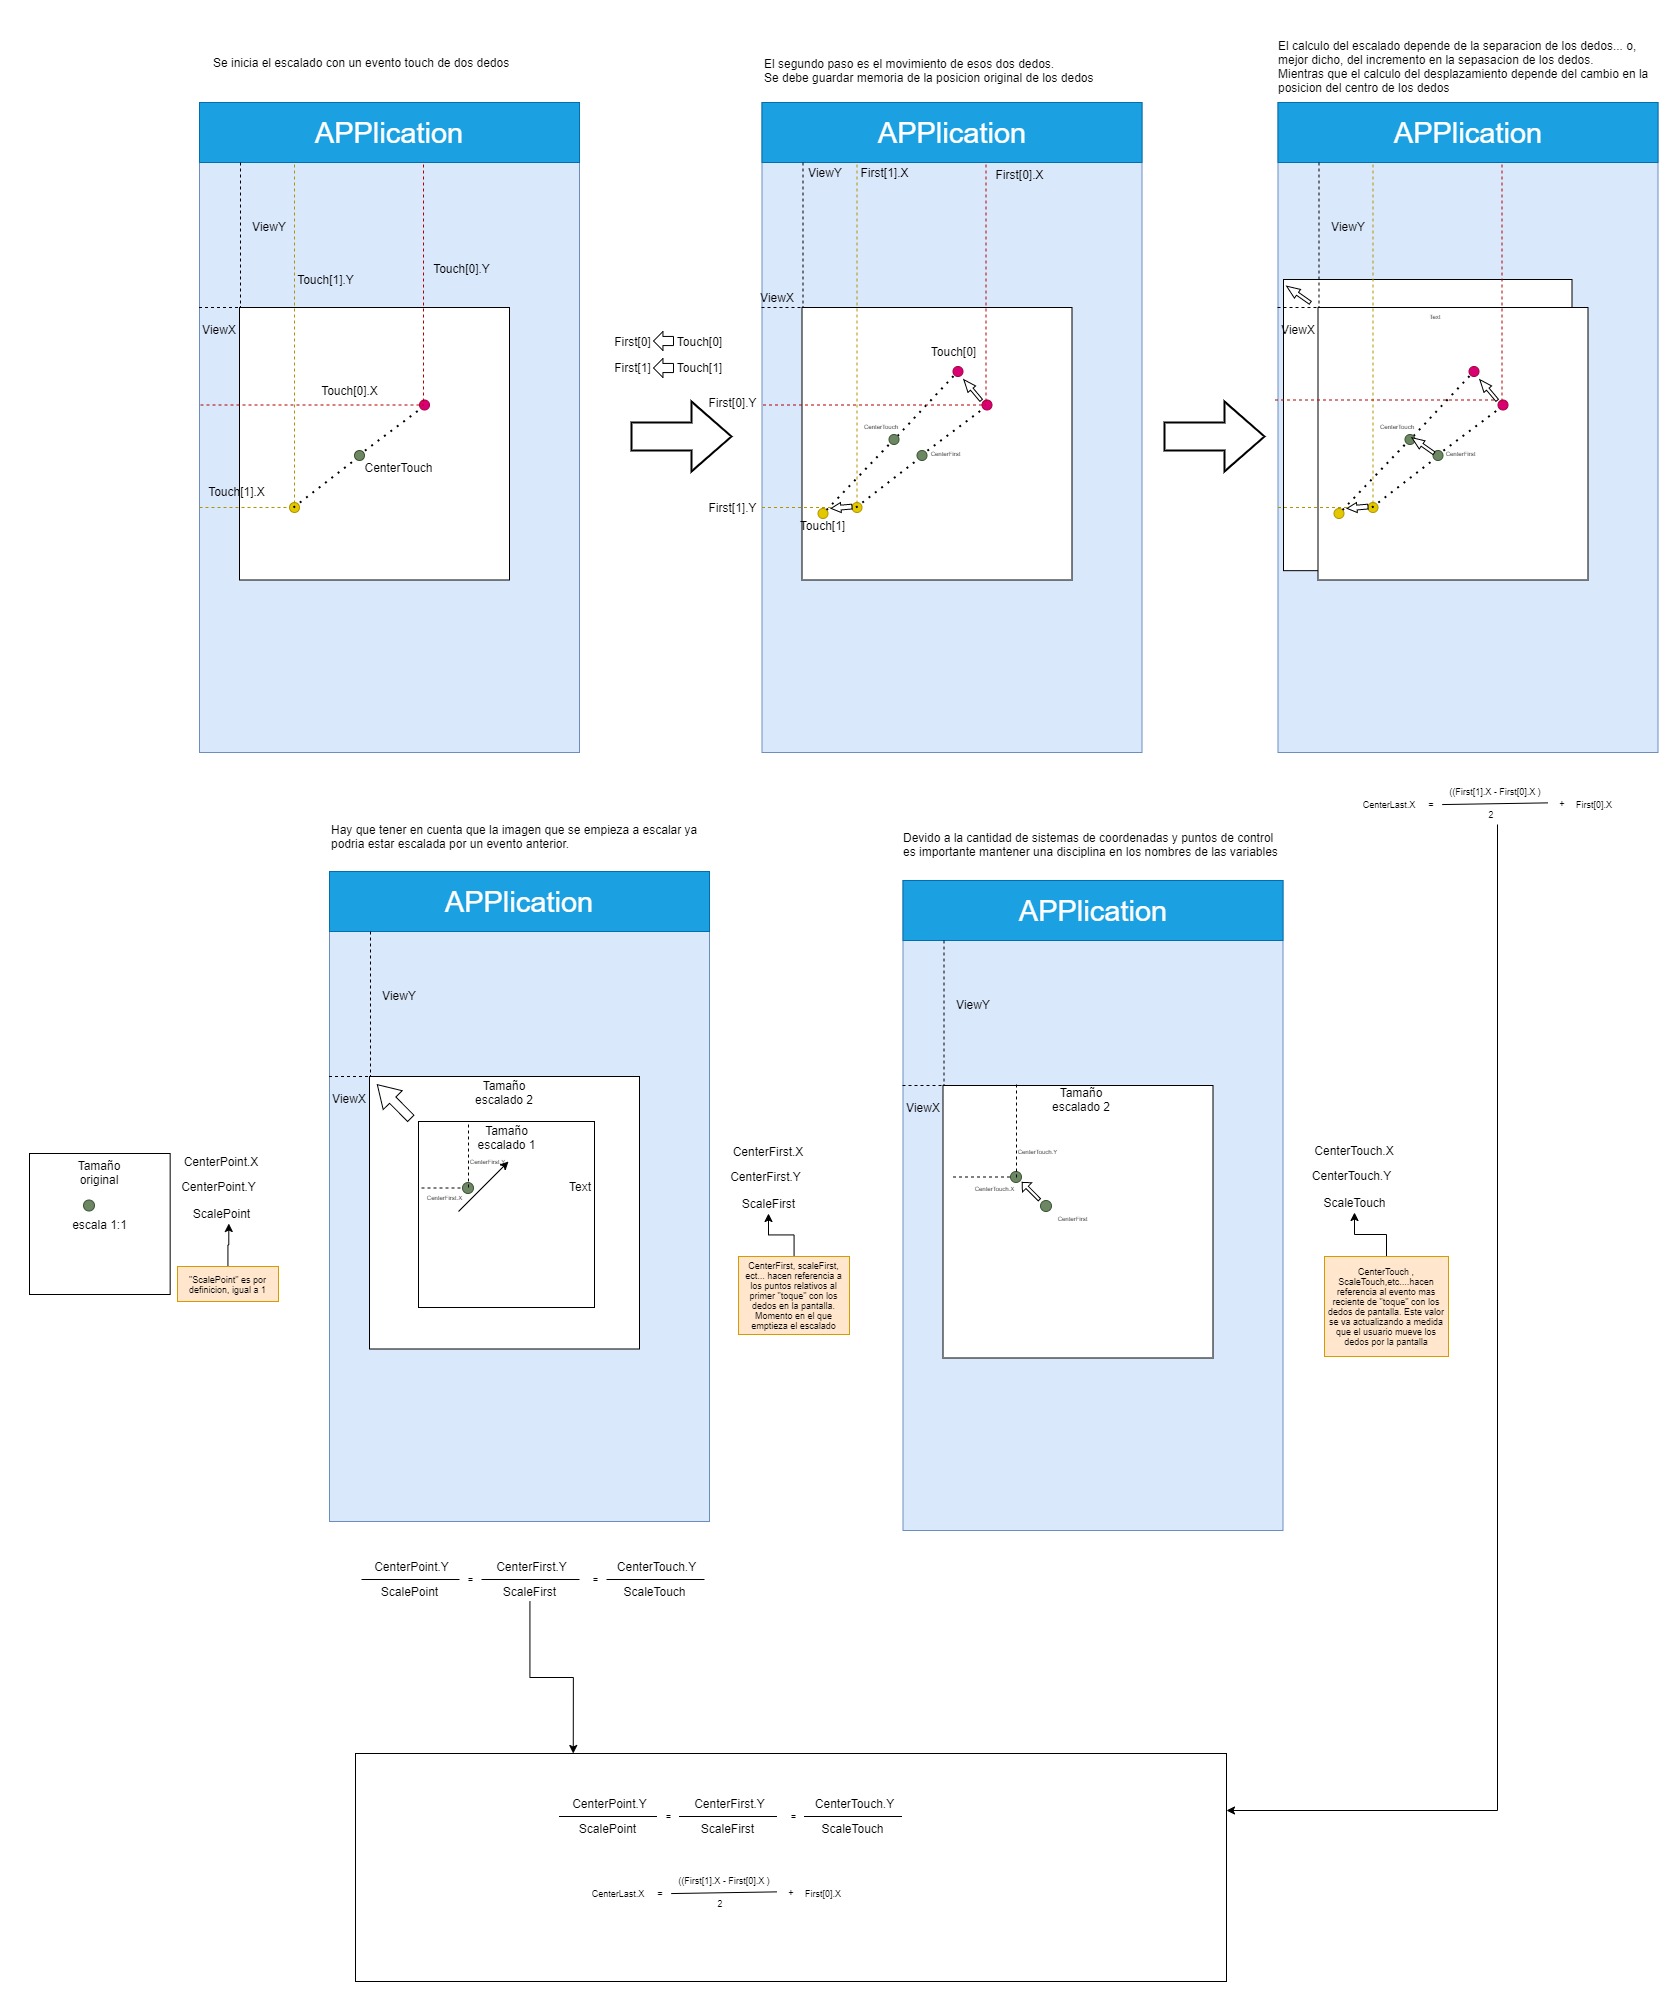 Se inicia el escalado con un evento touch de dos dedos
El segundo paso es el movimiento de esos dos dedos.
Se debe guardar memoria de la posicion original de los dedos
El calculo del escalado depende de la separacion de los dedos... o,
mejor dicho, del incremento en la sepasacion de los dedos.
Mientras que el calculo del desplazamiento depende del cambio en la
posicion del centro de los dedos
APPlication
ViewY
Touch[1].Y
Touch[0].Y
ViewX
Touch[0].X
CenterTouch
Touch[1].X
First[0]
Touch[0]
First[1]
Touch[1]
APPlication
ViewY
First[1].X
First[0].X
ViewX
Touch[0]
First[0].Y
CenterTouch
CenterFirst
First[1].Y
Touch[1]
APPlication
ViewY
Text
ViewX
CenterTouch
CenterFirst
CenterLast.X
=
((First[1].X - First[0].X )
2
+
First[0].X
Hay que tener en cuenta que la imagen que se empieza a escalar ya
podria estar escalada por un evento anterior.
Devido a la cantidad de sistemas de coordenadas y puntos de control
es importante mantener una disciplina en los nombres de las variables
Tamaño
original
escala 1:1
CenterPoint.X
CenterPoint.Y
ScalePoint
"ScalePoint" es por
definicion, igual a 1
APPlication
ViewY
ViewX
Tamaño
escalado 2
Tamaño
escalado 1
CenterFirst.Y
CenterFirst.X
Text
CenterFirst.X
CenterFirst.Y
ScaleFirst
CenterFirst, scaleFirst,
ect... hacen referencia a
los puntos relativos al
primer "toque" con los
dedos en la pantalla.
Momento en el que
emptieza el escalado
APPlication
ViewY
ViewX
Tamaño
escalado 2
CenterTouch.Y
CenterTouch.X
CenterFirst
CenterTouch.X
CenterTouch.Y
ScaleTouch
CenterTouch ,
ScaleTouch,etc....hacen
referencia al evento mas
reciente de "toque" con los
dedos de pantalla. Este valor
se va actualizando a medida
que el usuario mueve los
dedos por la pantalla
CenterPoint.Y
ScalePoint
=
CenterFirst.Y
ScaleFirst
=
CenterTouch.Y
ScaleTouch
CenterPoint.Y
ScalePoint
=
CenterFirst.Y
ScaleFirst
=
CenterTouch.Y
ScaleTouch
CenterLast.X
=
((First[1].X - First[0].X )
2
+
First[0].X